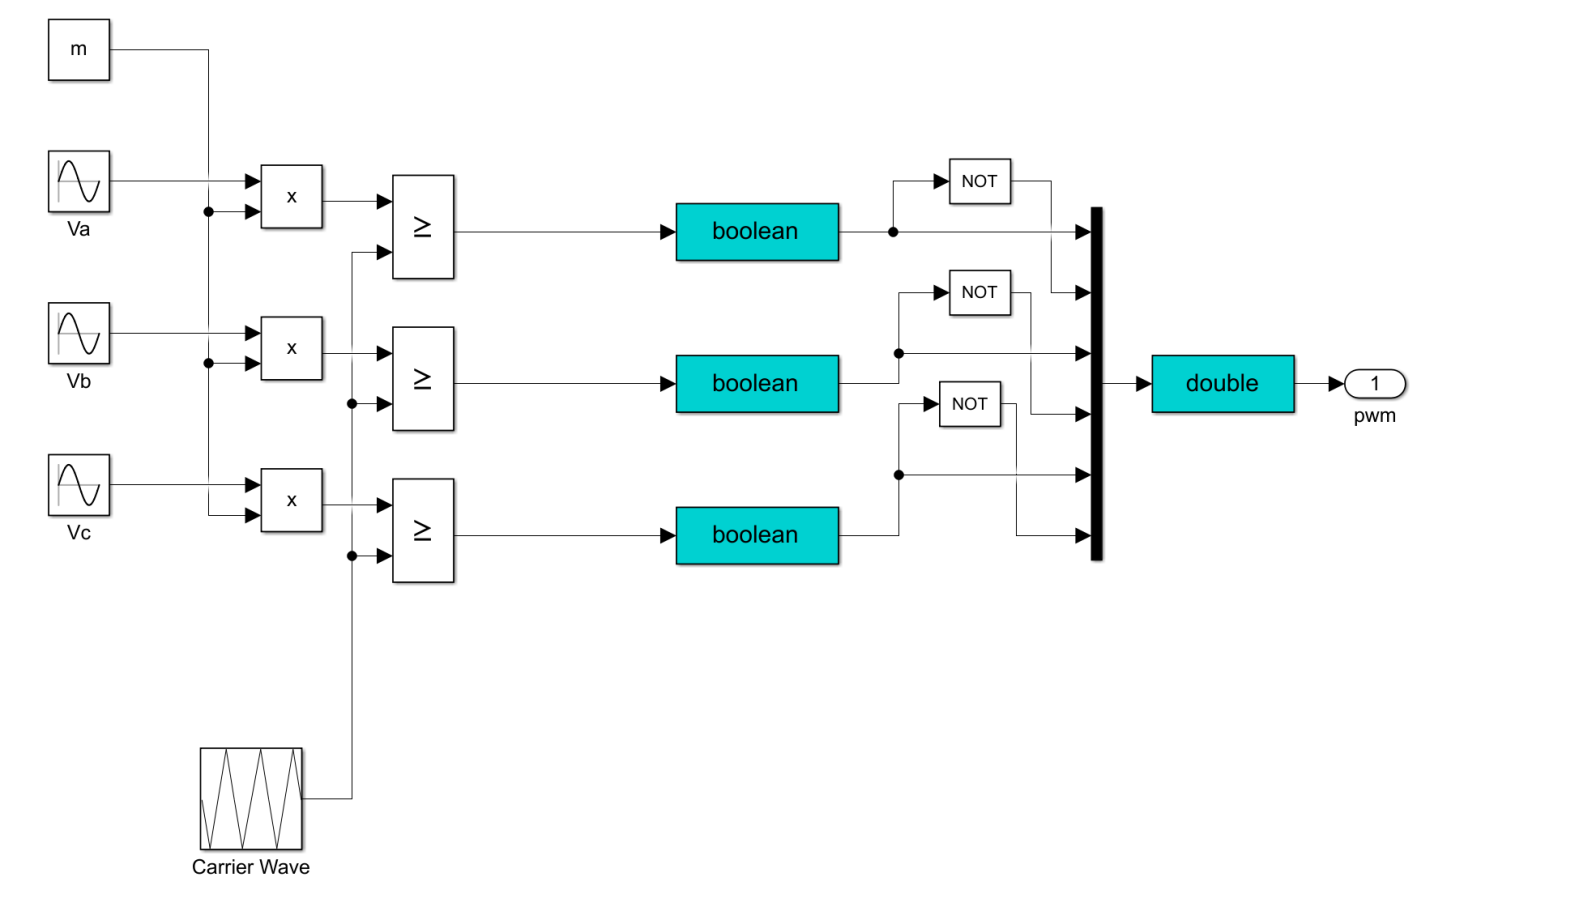 m
Va
x
≥
boolean
NOT
Vb
x
≥
boolean
NOT
Vc
x
≥
boolean
NOT
double
1
pwm
Carrier Wave